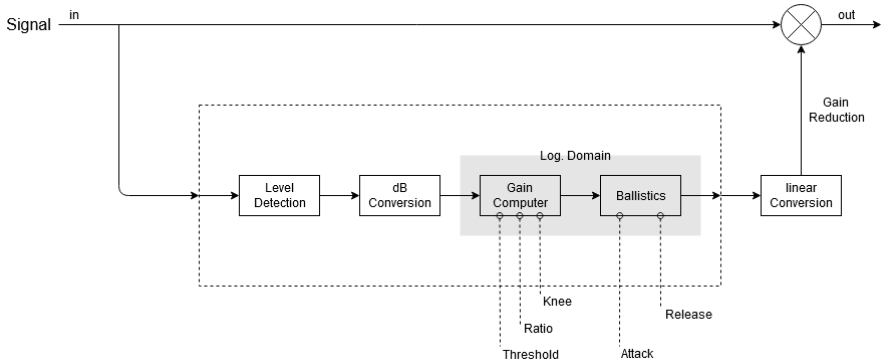 in
out
Signal
Gain
Reduction
Log. Domain
Level
Detection
dB
Conversion
Gain
Computer
Ballistics
linear
Conversion
Knee
Release
Ratio
Threshold
Attack